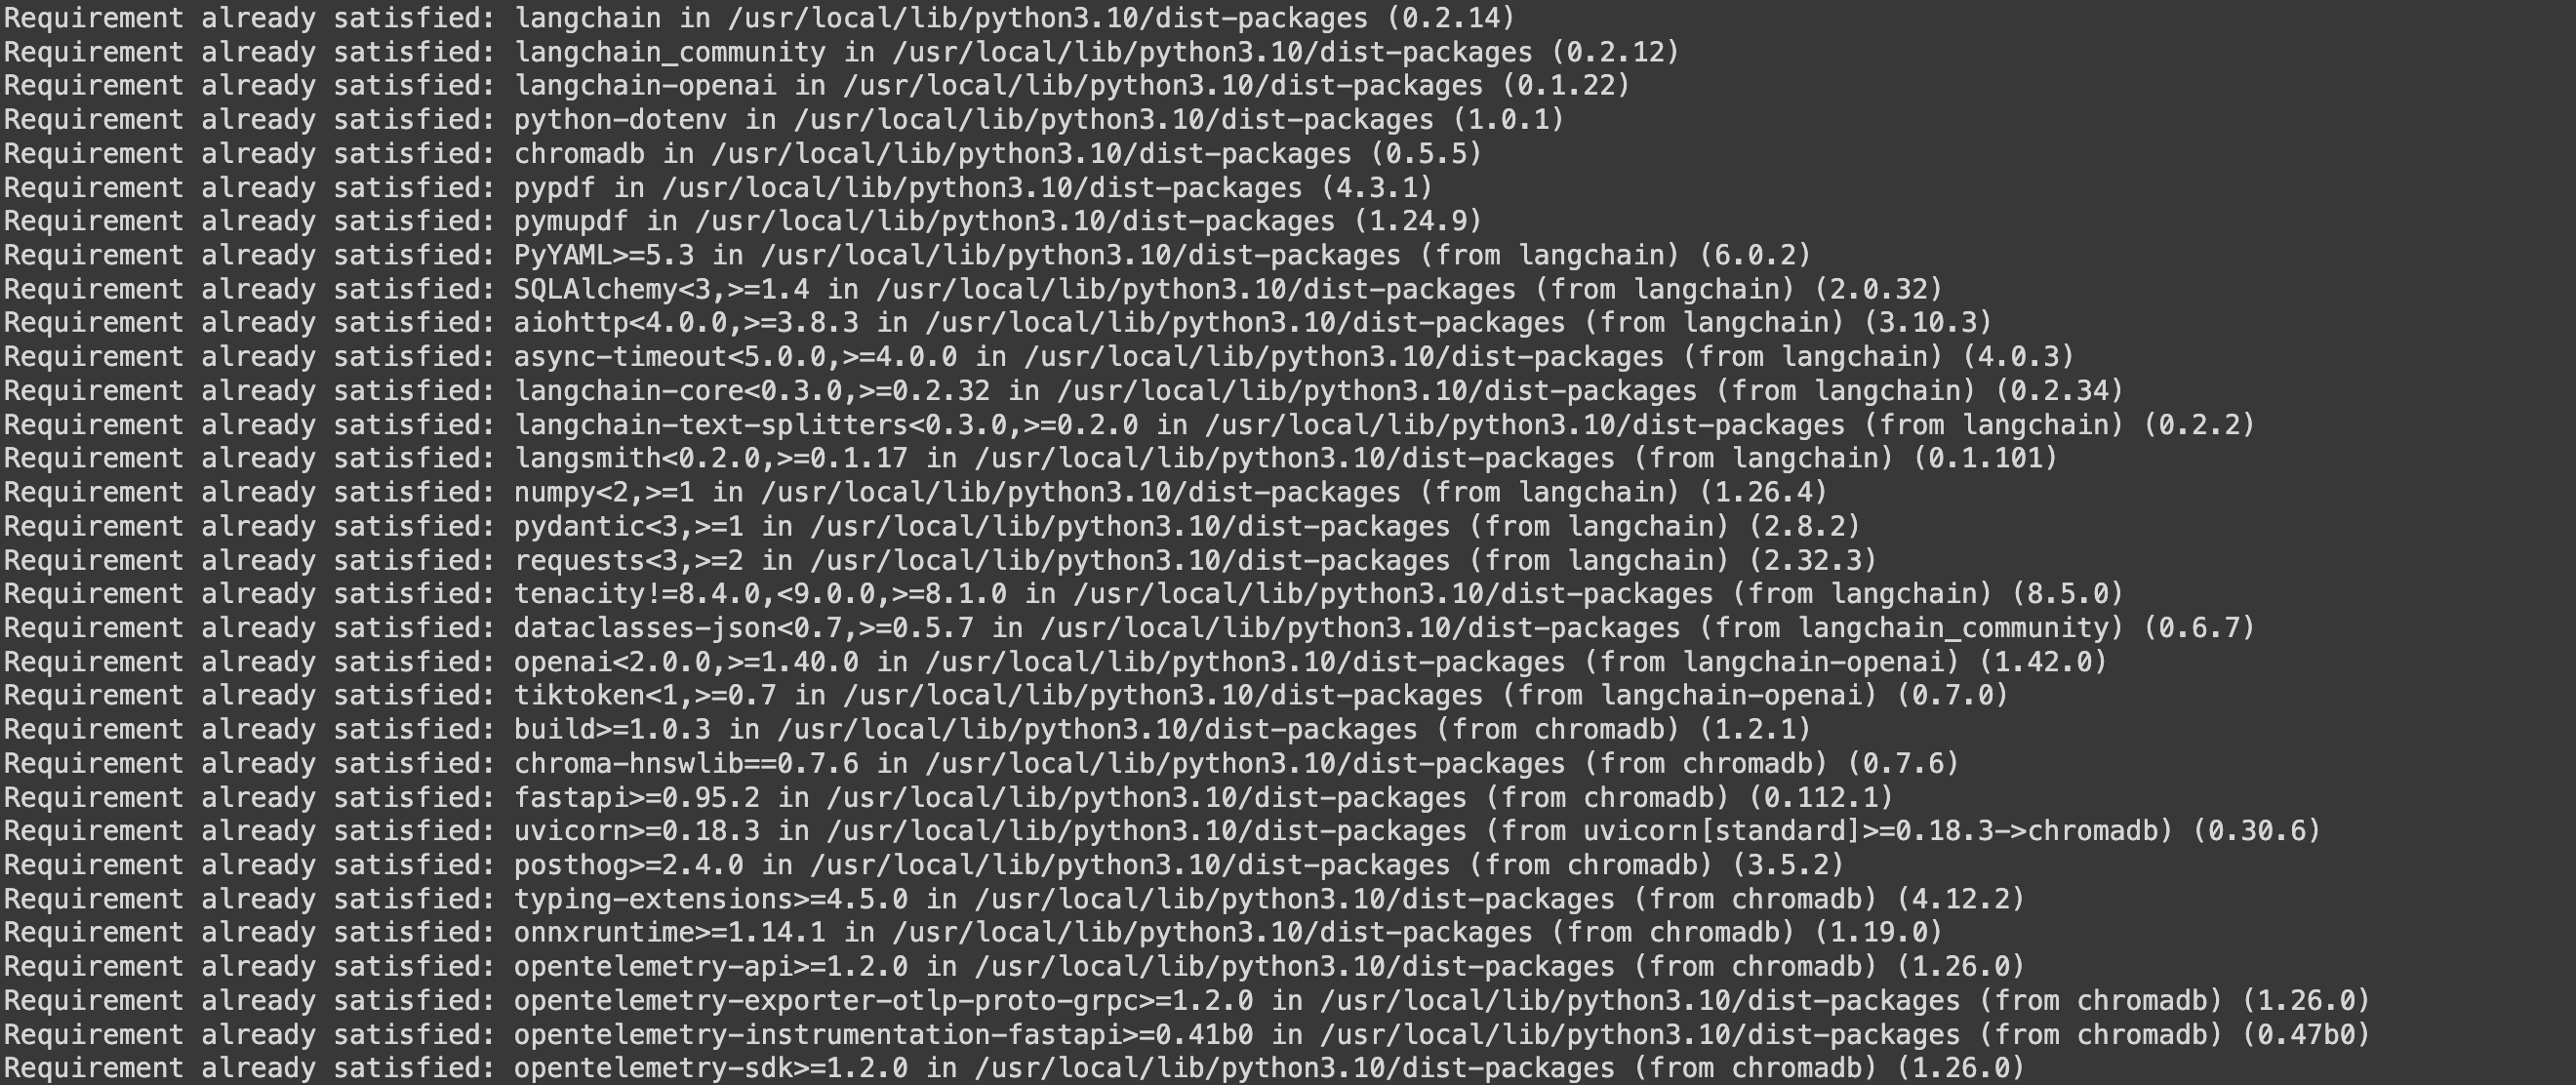 Requirement already satisfied: langchain in /usr/local/lib/python3.10/dist-packages (0.2.14)
Requirement already satisfied: langchain_community in /usr/local/lib/python3.10/dist-packages (0.2.12)
Requirement already satisfied: langchain-openai in /usr/local/lib/python3.10/dist-packages (0.1.22)
Requirement already satisfied: python-dotenv in /usr/local/lib/python3.10/dist-packages (1.0.1)
Requirement already satisfied: chromadb in /usr/local/lib/python3.10/dist-packages (0.5.5)
Requirement already satisfied: pypdf in /usr/local/lib/python3.10/dist-packages (4.3.1)
Requirement already satisfied: pymupdf in /usr/local/lib/python3.10/dist-packages (1.24.9)
Requirement already satisfied: PyYAML>=5.3 in /usr/local/lib/python3.10/dist-packages (from langchain) (6.0.2)
Requirement already satisfied: SQLAlchemy<3,>=1.4 in /usr/local/lib/python3.10/dist-packages (from langchain) (2.0.32)
Requirement already satisfied: aiohttp<4.0.0,>=3.8.3 in /usr/local/lib/python3.10/dist-packages (from langchain) (3.10.3)
Requirement already satisfied: async-timeout<5.0.0,>=4.0.0 in /usr/local/lib/python3.10/dist-packages (from langchain) (4.0.3)
Requirement already satisfied: langchain-core<0.3.0,>=0.2.32 in /usr/local/lib/python3.10/dist-packages (from langchain) (0.2.34)
Requirement already satisfied: langchain-text-splitters<0.3.0,>=0.2.0 in /usr/local/lib/python3.10/dist-packages (from langchain) (0.2.2)
Requirement already satisfied: langsmith<0.2.0,>=0.1.17 in /usr/local/lib/python3.10/dist-packages (from langchain) (0.1.101)
Requirement already satisfied: numpy<2,>=1 in /usr/local/lib/python3.10/dist-packages (from langchain) (1.26.4)
Requirement already satisfied: pydantic<3,>=1 in /usr/local/lib/python3.10/dist-packages (from langchain) (2.8.2)
Requirement already satisfied: requests<3,>=2 in /usr/local/lib/python3.10/dist-packages (from langchain) (2.32.3)
Requirement already satisfied: tenacity!=8.4.0,<9.0.0,>=8.1.0 in /usr/local/lib/python3.10/dist-packages (from langchain) (8.5.0)
Requirement already satisfied: dataclasses-json<0.7,>=0.5.7 in /usr/local/lib/python3.10/dist-packages (from langchain_community) (0.6.7)
Requirement already satisfied: openai<2.0.0,>=1.40.0 in /usr/local/lib/python3.10/dist-packages (from langchain-openai) (1.42.0)
Requirement already satisfied: tiktoken<1,>=0.7 in /usr/local/lib/python3.10/dist-packages (from langchain-openai) (0.7.0)
Requirement already satisfied: build>=1.0.3 in /usr/local/lib/python3.10/dist-packages (from chromadb) (1.2.1)
Requirement already satisfied: chroma-hnswlib==0.7.6 in /usr/local/lib/python3.10/dist-packages (from chromadb) (0.7.6)
Requirement already satisfied: fastapi>=0.95.2 in /usr/local/lib/python3.10/dist-packages (from chromadb) (0.112.1)
Requirement already satisfied: uvicorn>=0.18.3 in /usr/local/lib/python3.10/dist-packages (from uvicorn[standard]>=0.18.3->chromadb) (0.30.6)
Requirement already satisfied: posthog>=2.4.0 in /usr/local/lib/python3.10/dist-packages (from chromadb) (3.5.2)
Requirement already satisfied: typing-extensions>=4.5.0 in /usr/local/lib/python3.10/dist-packages (from chromadb) (4.12.2)
Requirement already satisfied: onnxruntime>=1.14.1 in /usr/local/lib/python3.10/dist-packages (from chromadb) (1.19.0)
Requirement already satisfied: opentelemetry-api>=1.2.0 in /usr/local/lib/python3.10/dist-packages (from chromadb) (1.26.0)
Requirement already satisfied: opentelemetry-exporter-otlp-proto-grpc>=1.2.0 in /usr/local/lib/python3.10/dist-packages (from chromadb) (1.26.0)
Requirement already satisfied: opentelemetry-instrumentation-fastapi>=0.41b0 in /usr/local/lib/python3.10/dist-packages (from chromadb) (0.47b0)
Requirement already satisfied: opentelemetry-sdk>=1.2.0 in /usr/local/lib/python3.10/dist-packages (from chromadb) (1.26.0)